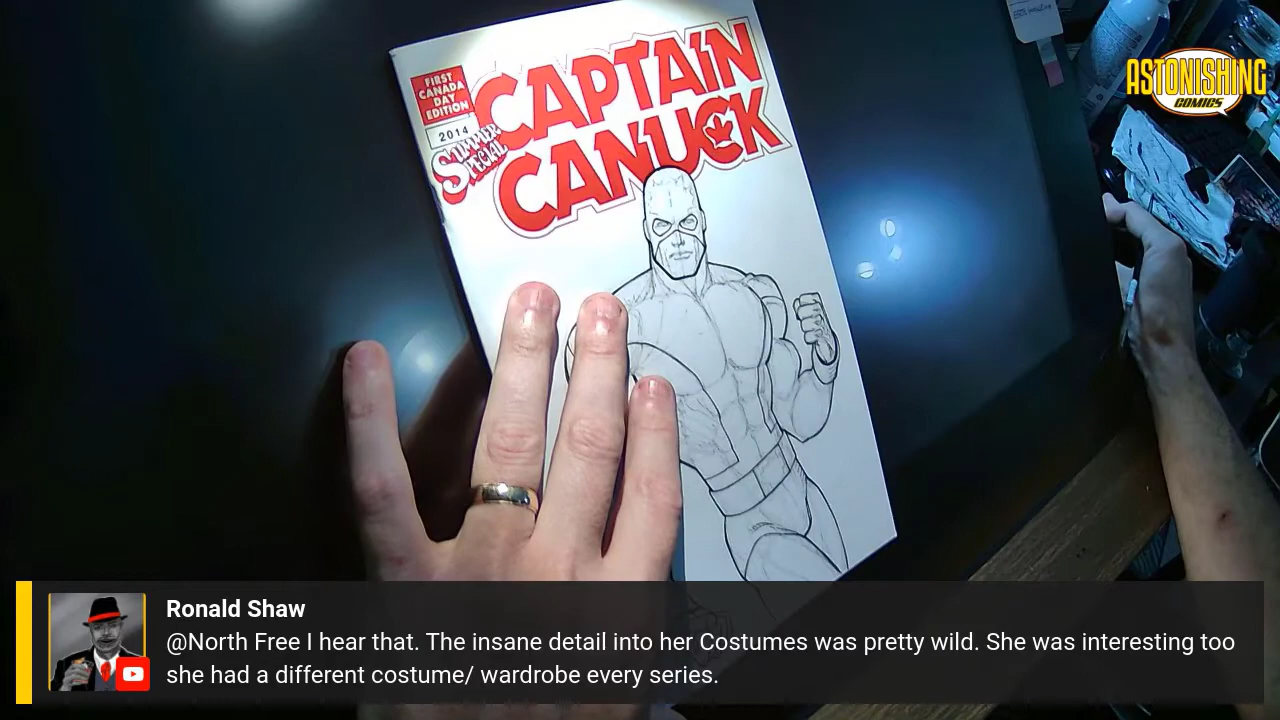 FIRST
CANADA
DAY
EDITION
2014
SUMMER
SPECIAL
CAPTAIN
CANUCK
ASTONISHING
COMICS
Ronald Shaw
@North Free I hear that. The insane detail into her Costumes was pretty wild. She was interesting too
she had a different costume/ wardrobe every series.